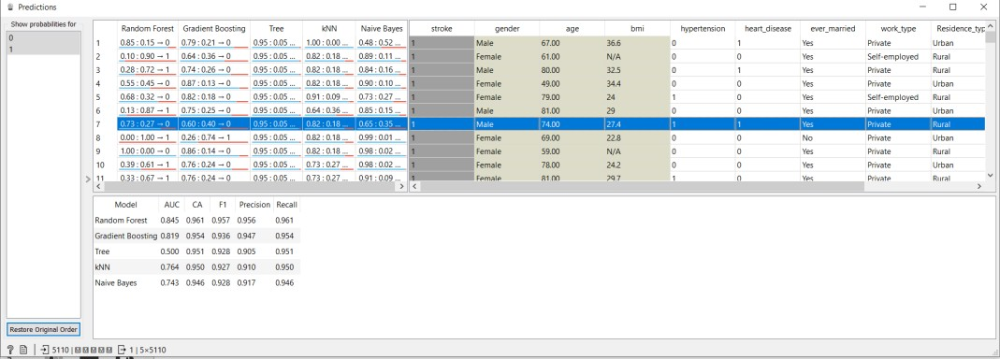 Predictions
Show probabilities for
0
1
Random Forest Gradient Boosting Tree kNN Naive Bayes stroke gender age bmi hypertension heart_disease ever_married work_type Residence_typ
1 0.85 : 0.15 → 0 0.79 : 0.21 → 0 0.95 : 0.05 ... 1.00 : 0.00 ... 0.48 : 0.52 ... 1 Male 67.00 36.6 0 1 Yes Private Urban
2 0.10 : 0.90 → 1 0.64 : 0.36 → 0 0.95 : 0.05 ... 0.82 : 0.18 ... 0.89 : 0.11 ... 1 Female 61.00 N/A 0 0 Yes Self-employed Rural
3 0.28 : 0.72 → 1 0.74 : 0.26 → 0 0.95 : 0.05 ... 0.82 : 0.18 ... 0.84 : 0.16 ... 1 Male 80.00 32.5 0 1 Yes Private Rural
4 0.55 : 0.45 → 0 0.87 : 0.13 → 0 0.95 : 0.05 ... 0.82 : 0.18 ... 0.90 : 0.10 ... 1 Female 49.00 34.4 0 0 Yes Private Urban
5 0.68 : 0.32 → 0 0.82 : 0.18 → 0 0.95 : 0.05 ... 0.91 : 0.09 ... 0.73 : 0.27 ... 1 Female 79.00 24 1 0 Yes Self-employed Rural
6 0.13 : 0.87 → 1 0.75 : 0.25 → 0 0.95 : 0.05 ... 0.64 : 0.36 ... 0.85 : 0.15 ... 1 Male 81.00 29 0 0 Yes Private Urban
7 0.73 : 0.27 → 0 0.60 : 0.40 → 0 0.95 : 0.05 ... 0.82 : 0.18 ... 0.65 : 0.35 ... 1 Male 74.00 27.4 1 1 Yes Private Rural
8 0.00 : 1.00 → 1 0.26 : 0.74 → 1 0.95 : 0.05 ... 0.82 : 0.18 ... 0.99 : 0.01 ... 1 Female 69.00 22.8 0 0 No Private Urban
9 1.00 : 0.00 → 0 0.86 : 0.14 → 0 0.95 : 0.05 ... 0.82 : 0.18 ... 0.98 : 0.02 ... 1 Female 59.00 N/A 0 0 Yes Private Rural
10 0.39 : 0.61 → 1 0.76 : 0.24 → 0 0.95 : 0.05 ... 0.73 : 0.27 ... 0.98 : 0.02 ... 1 Female 78.00 24.2 0 0 Yes Private Urban
11 0.33 : 0.67 → 1 0.76 : 0.24 → 0 0.95 : 0.05 ... 0.73 : 0.27 ... 0.91 : 0.09 ... 1 Female 81.00 29.7 1 0 Yes Private Rural
Model AUC CA F1 Precision Recall
Random Forest 0.845 0.961 0.957 0.956 0.961
Gradient Boosting 0.819 0.954 0.936 0.947 0.954
Tree 0.500 0.951 0.928 0.905 0.951
kNN 0.764 0.950 0.927 0.910 0.950
Naive Bayes 0.743 0.946 0.928 0.917 0.946
Restore Original Order
5110 | 1 | 5×5110